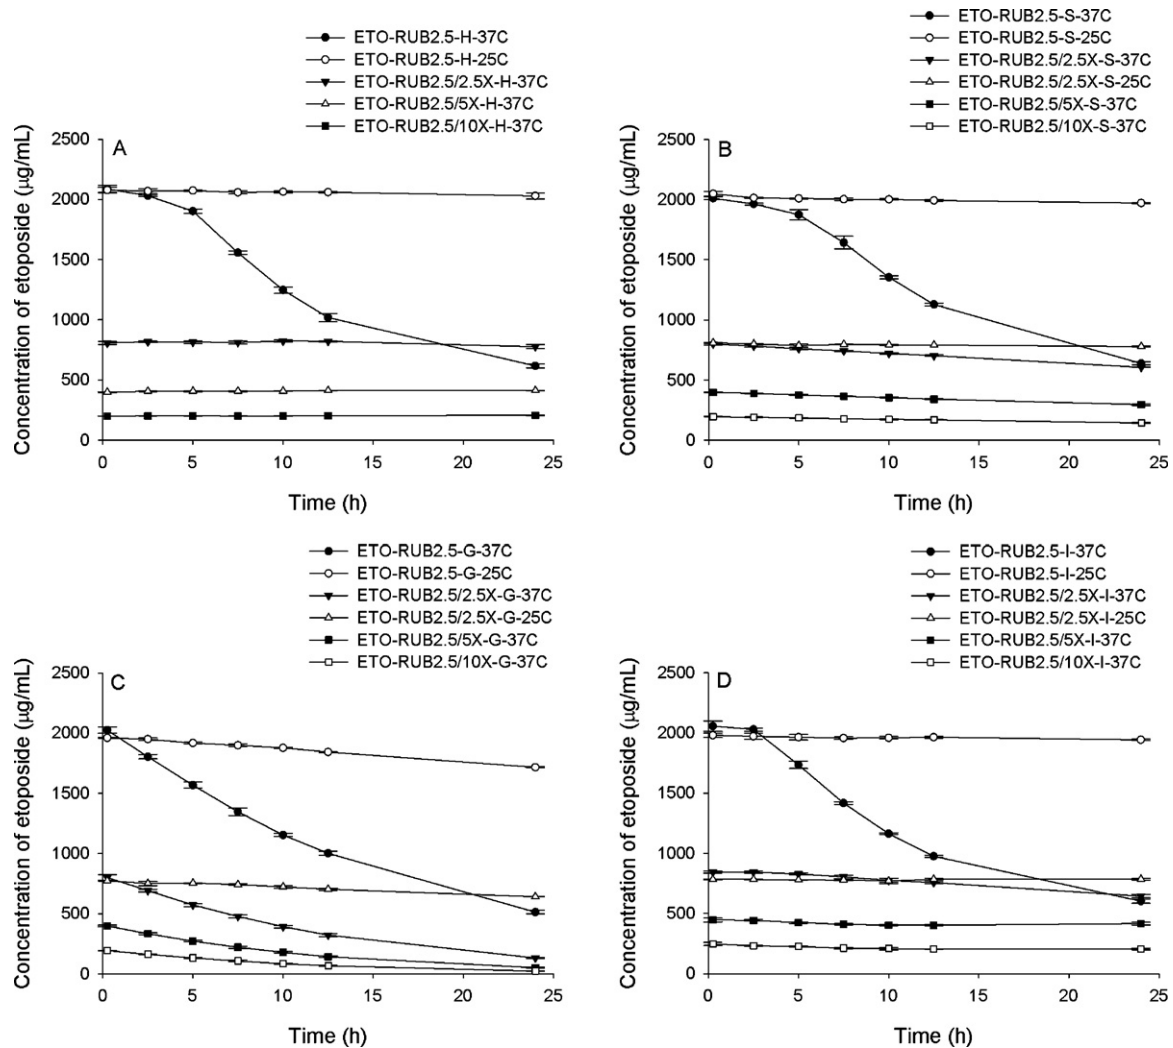 ETO-RUB2.5-H-37C
ETO-RUB2.5-H-25C
ETO-RUB2.5/2.5X-H-37C
ETO-RUB2.5/5X-H-37C
ETO-RUB2.5/10X-H-37C
A
Concentration of etoposide (µg/mL)
2500
2000
1500
1000
500
0
0 5 10 15 20 25
Time (h)
ETO-RUB2.5-S-37C
ETO-RUB2.5-S-25C
ETO-RUB2.5/2.5X-S-37C
ETO-RUB2.5/2.5X-S-25C
ETO-RUB2.5/5X-S-37C
ETO-RUB2.5/10X-S-37C
B
Concentration of etoposide (µg/mL)
2500
2000
1500
1000
500
0
0 5 10 15 20 25
Time (h)
ETO-RUB2.5-G-37C
ETO-RUB2.5-G-25C
ETO-RUB2.5/2.5X-G-37C
ETO-RUB2.5/2.5X-G-25C
ETO-RUB2.5/5X-G-37C
ETO-RUB2.5/10X-G-37C
C
Concentration of etoposide (µg/mL)
2500
2000
1500
1000
500
0
0 5 10 15 20 25
Time (h)
ETO-RUB2.5-I-37C
ETO-RUB2.5-I-25C
ETO-RUB2.5/2.5X-I-37C
ETO-RUB2.5/2.5X-I-25C
ETO-RUB2.5/5X-I-37C
ETO-RUB2.5/10X-I-37C
D
Concentration of etoposide (µg/mL)
2500
2000
1500
1000
500
0
0 5 10 15 20 25
Time (h)